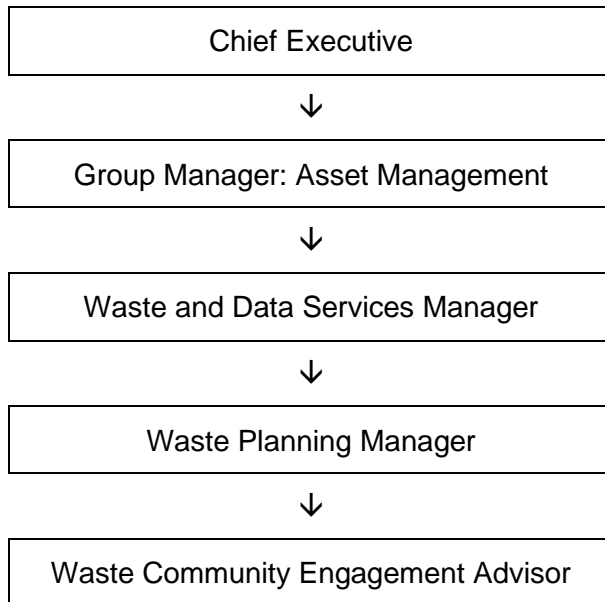 Chief Executive
↓
Group Manager: Asset Management
↓
Waste and Data Services Manager
↓
Waste Planning Manager
↓
Waste Community Engagement Advisor